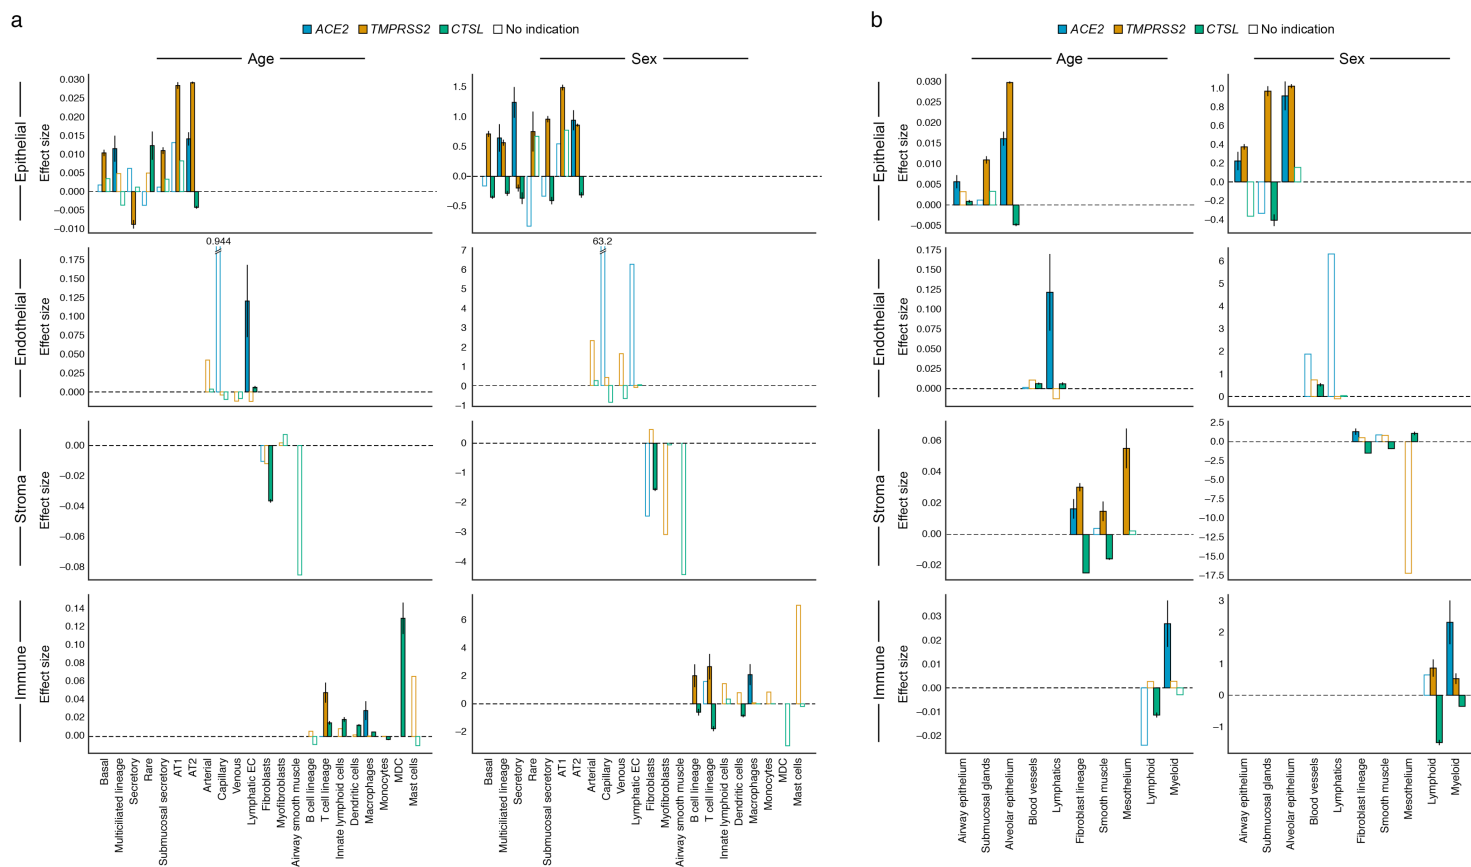 a
ACE2 TMPRSS2 CTSL No indication
Age
Sex
Epithelial
Effect size
0.030
0.025
0.020
0.015
0.010
0.005
0.000
−0.005
−0.010
1.5
1.0
0.5
0.0
−0.5
Endothelial
Effect size
0.944
0.175
0.150
0.125
0.100
0.075
0.050
0.025
0.000
63.2
7
6
5
4
3
2
1
0
−1
Stroma
Effect size
0.00
−0.02
−0.04
−0.06
−0.08
0
−1
−2
−3
−4
Immune
Effect size
0.14
0.12
0.10
0.08
0.06
0.04
0.02
0.00
6
4
2
0
−2
Basal
Multiciliated lineage
Secretory
Rare
Submucosal secretory
AT1
AT2
Arterial
Capillary
Venous
Lymphatic EC
Fibroblasts
Myofibroblasts
Airway smooth muscle
B cell lineage
T cell lineage
Innate lymphoid cells
Dendritic cells
Macrophages
Monocytes
MDC
Mast cells
Basal
Multiciliated lineage
Secretory
Rare
Submucosal secretory
AT1
AT2
Arterial
Capillary
Venous
Lymphatic EC
Fibroblasts
Myofibroblasts
Airway smooth muscle
B cell lineage
T cell lineage
Innate lymphoid cells
Dendritic cells
Macrophages
Monocytes
MDC
Mast cells
b
ACE2 TMPRSS2 CTSL No indication
Age
Sex
Epithelial
Effect size
0.030
0.025
0.020
0.015
0.010
0.005
0.000
−0.005
1.0
0.8
0.6
0.4
0.2
0.0
−0.2
−0.4
Endothelial
Effect size
0.175
0.150
0.125
0.100
0.075
0.050
0.025
0.000
6
5
4
3
2
1
0
Stroma
Effect size
0.06
0.04
0.02
0.00
−0.02
2.5
0.0
−2.5
−5.0
−7.5
−10.0
−12.5
−15.0
−17.5
Immune
Effect size
0.03
0.02
0.01
0.00
−0.01
−0.02
3
2
1
0
−1
Airway epithelium
Submucosal glands
Alveolar epithelium
Blood vessels
Lymphatics
Fibroblast lineage
Smooth muscle
Mesothelium
Lymphoid
Myeloid
Airway epithelium
Submucosal glands
Alveolar epithelium
Blood vessels
Lymphatics
Fibroblast lineage
Smooth muscle
Mesothelium
Lymphoid
Myeloid